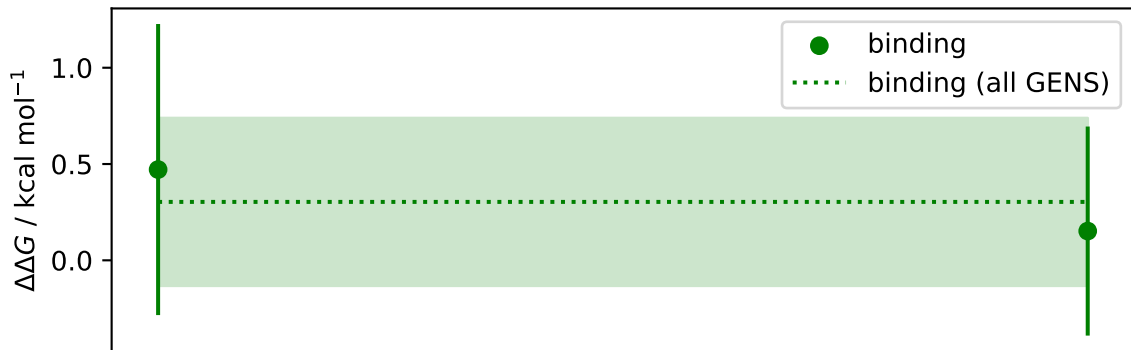 ΔΔG / kcal mol⁻¹
1.0
0.5
0.0
binding
binding (all GENS)